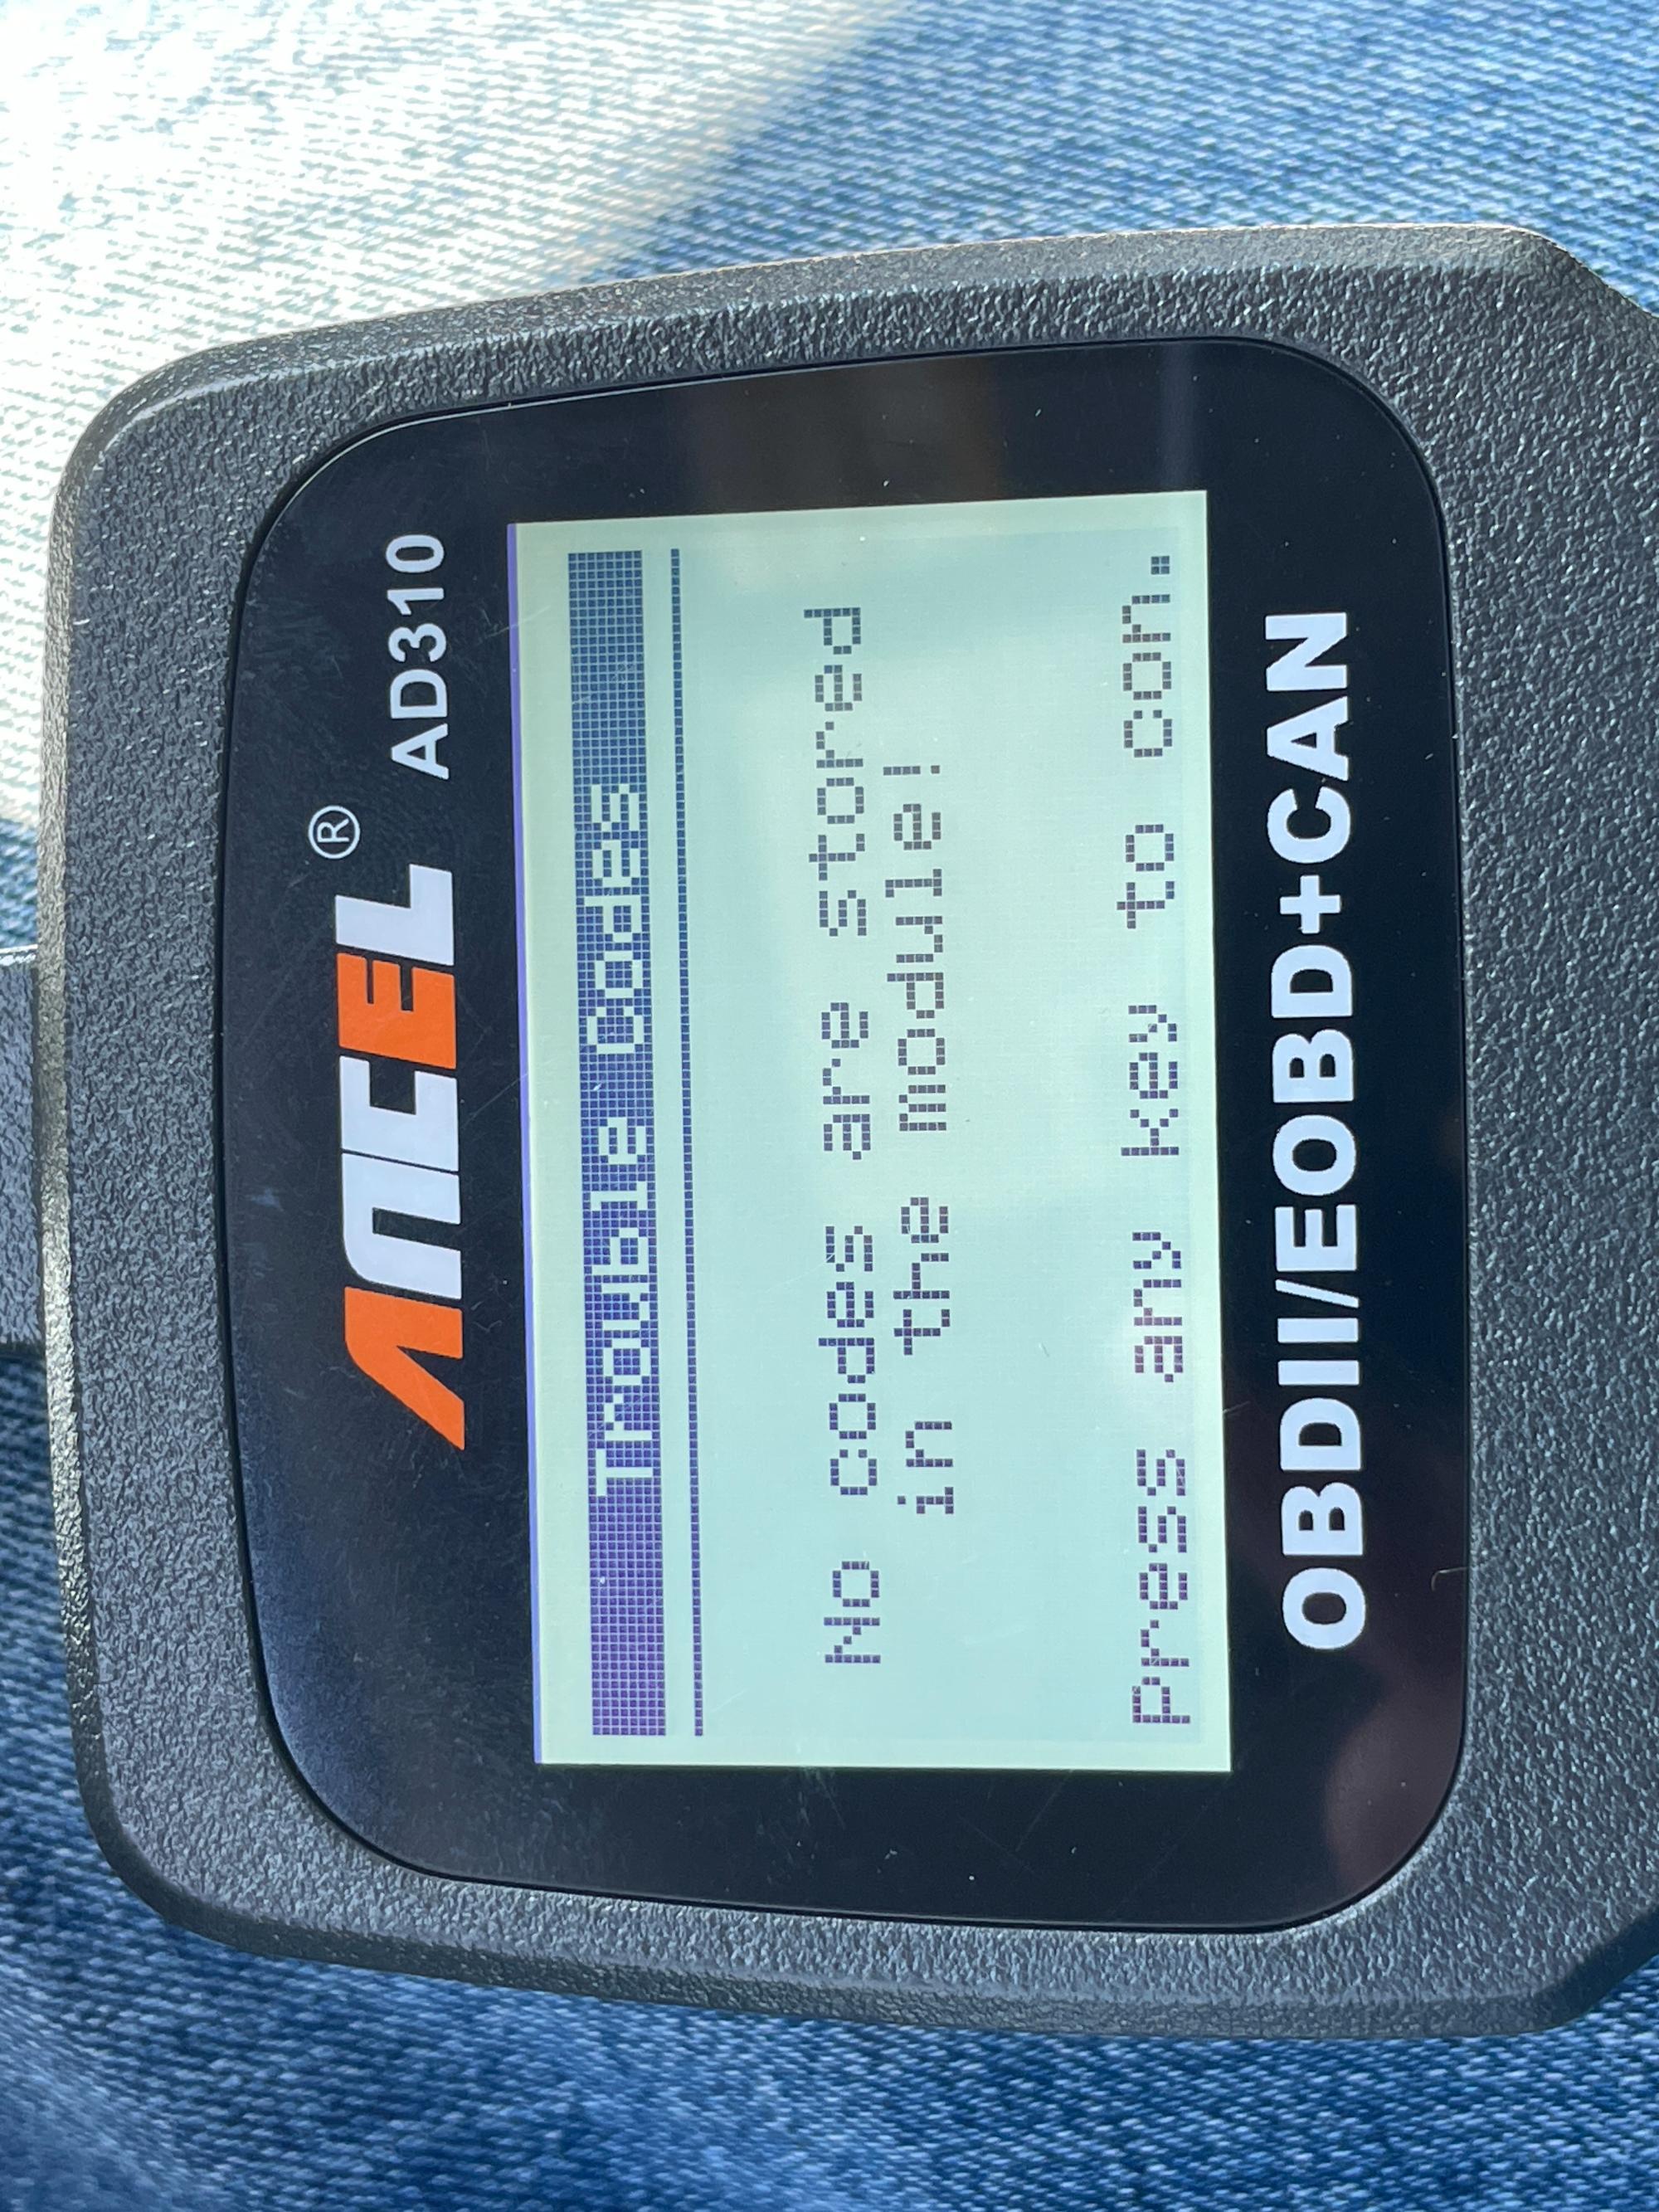 ANCEL® AD310
Trouble Codes
No codes are stored
in the module!
Press any key to con.
OBDII/EOBD+CAN